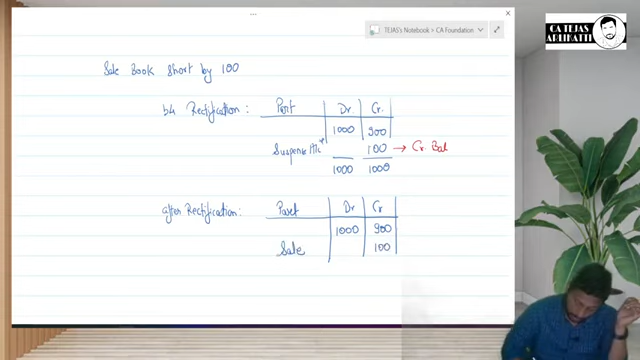 TEJAS's Notebook > CA Foundation
CA TEJAS
ARUKATTI
Sale Book Short by 100
b4 Rectification: Part Dr. Cr.
1000 900
Suspense A/c 100 → Cr. Bal
1000 1000
after Rectification: Part Dr Cr
1000 900
Sale 100